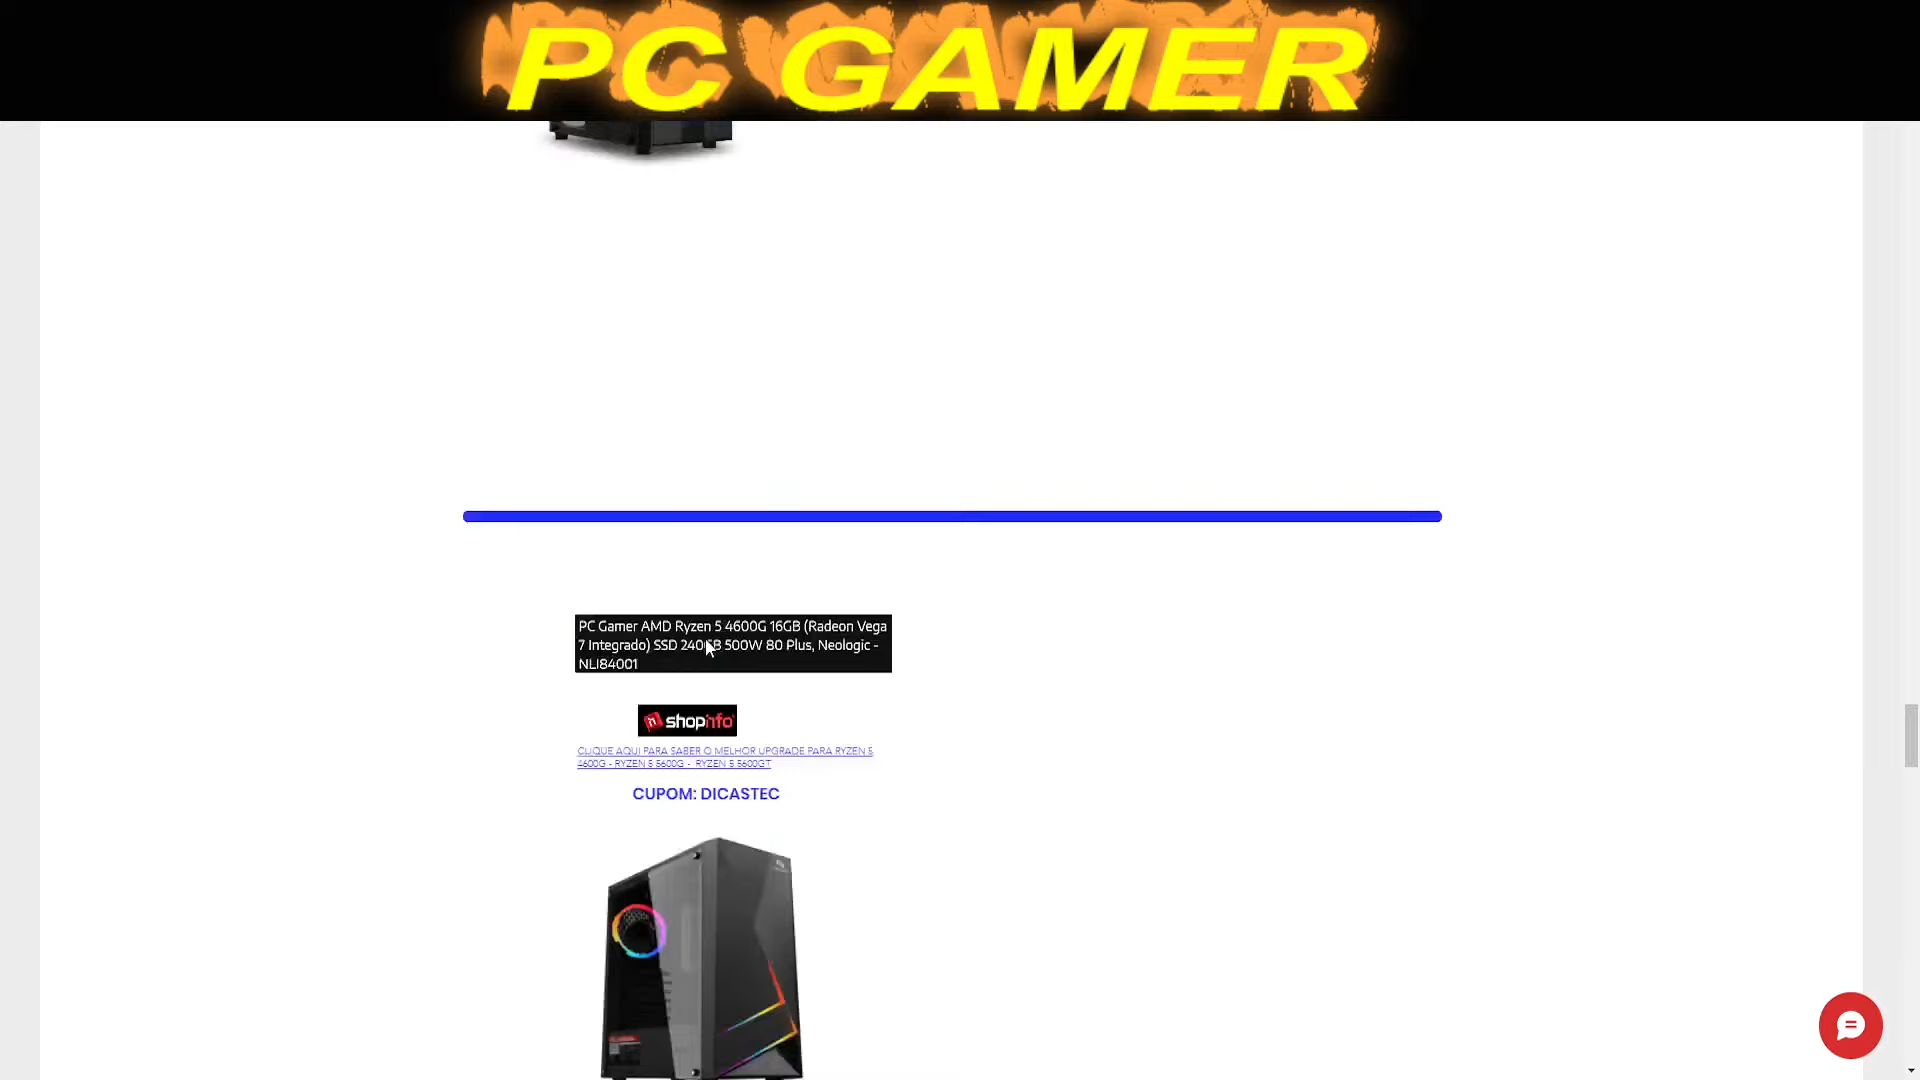 PC GAMER
PC Gamer AMD Ryzen 5 4600G 16GB (Radeon Vega
7 Integrado) SSD 240GB 500W 80 Plus, Neologic -
NLI84001
shopinfo
CLIQUE AQUI PARA SABER O MELHOR UPGRADE PARA RYZEN 5
4600G - RYZEN 5 5600G - RYZEN 5 5600GT
CUPOM: DICASTEC